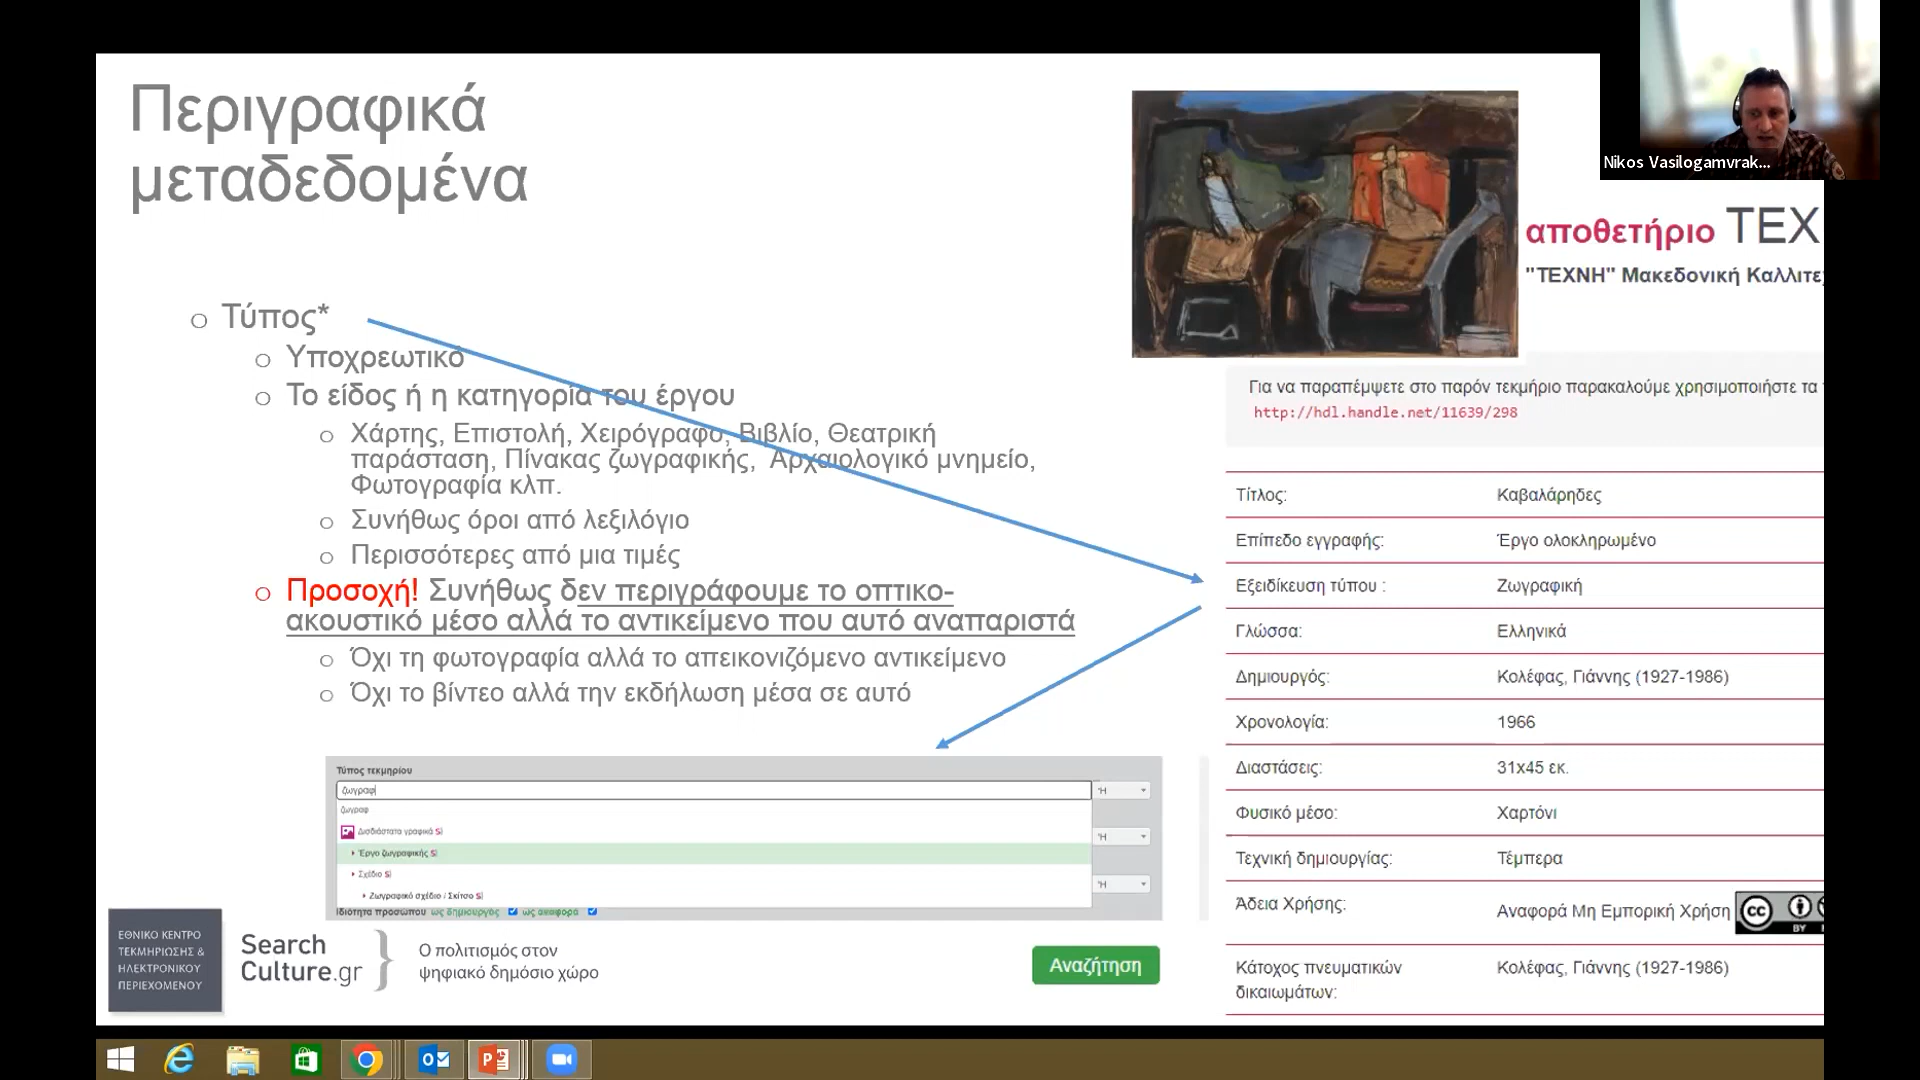 Περιγραφικά
μεταδεδομένα
Τύπος*
Υποχρεωτικό
Το είδος ή η κατηγορία του έργου
Χάρτης, Επιστολή, Χειρόγραφο, Βιβλίο, Θεατρική
παράσταση, Πίνακας ζωγραφικής, Αρχαιολογικό μνημείο,
Φωτογραφία κλπ.
Συνήθως όροι από λεξιλόγιο
Περισσότερες από μια τιμές
Προσοχή! Συνήθως δεν περιγράφουμε το οπτικο-
ακουστικό μέσο αλλά το αντικείμενο που αυτό αναπαριστά
Όχι τη φωτογραφία αλλά το απεικονιζόμενο αντικείμενο
Όχι το βίντεο αλλά την εκδήλωση μέσα σε αυτό
Τύπος τεκμηρίου
ζωγραφ
Ή
ζωγραφ
Δισδιάστατα γραφικά S|
Ή
Έργο ζωγραφικής S|
Σχέδιο S|
Ή
Ζωγραφικό σχέδιο / Σκίτσο S|
Ιδιότητα προσώπου ως δημιουργός ως αναφορά
ΕΘΝΙΚΟ ΚΕΝΤΡΟ
ΤΕΚΜΗΡΙΩΣΗΣ &
ΗΛΕΚΤΡΟΝΙΚΟΥ
ΠΕΡΙΕΧΟΜΕΝΟΥ
Search
Culture.gr
Ο πολιτισμός στον
ψηφιακό δημόσιο χώρο
Αναζήτηση
Nikos Vasilogamvrak...
αποθετήριο ΤΕΧ
"ΤΕΧΝΗ" Μακεδονική Καλλιτε
Για να παραπέμψετε στο παρόν τεκμήριο παρακαλούμε χρησιμοποιήστε τα
http://hdl.handle.net/11639/298
Τίτλος: Καβαλάρηδες
Επίπεδο εγγραφής: Έργο ολοκληρωμένο
Εξειδίκευση τύπου : Ζωγραφική
Γλώσσα: Ελληνικά
Δημιουργός: Κολέφας, Γιάννης (1927-1986)
Χρονολογία: 1966
Διαστάσεις: 31x45 εκ.
Φυσικό μέσο: Χαρτόνι
Τεχνική δημιουργίας: Τέμπερα
Άδεια Χρήσης: Αναφορά Μη Εμπορική Χρήση cc BY
Κάτοχος πνευματικών Κολέφας, Γιάννης (1927-1986)
δικαιωμάτων: